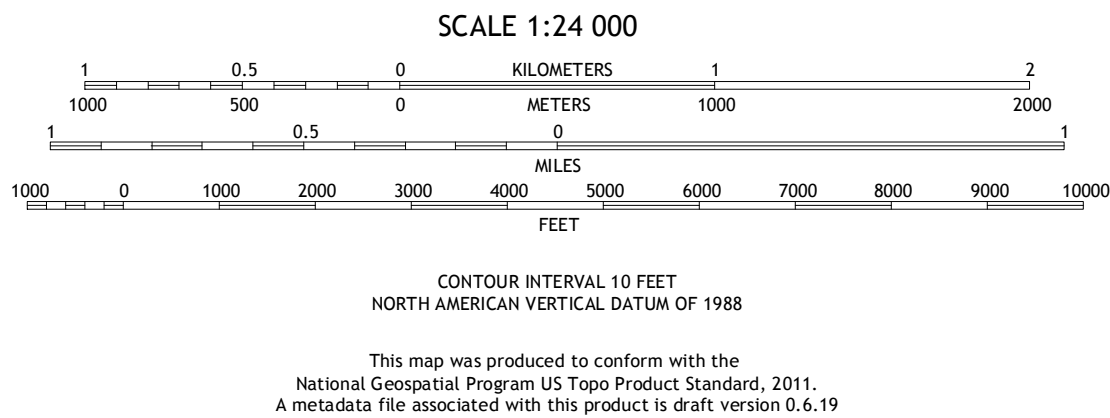 SCALE 1:24 000
1 0.5 0 KILOMETERS 1 2
1000 500 0 METERS 1000 2000
1 0.5 0 1
MILES
1000 0 1000 2000 3000 4000 5000 6000 7000 8000 9000 10000
FEET
CONTOUR INTERVAL 10 FEET
NORTH AMERICAN VERTICAL DATUM OF 1988
This map was produced to conform with the
National Geospatial Program US Topo Product Standard, 2011.
A metadata file associated with this product is draft version 0.6.19